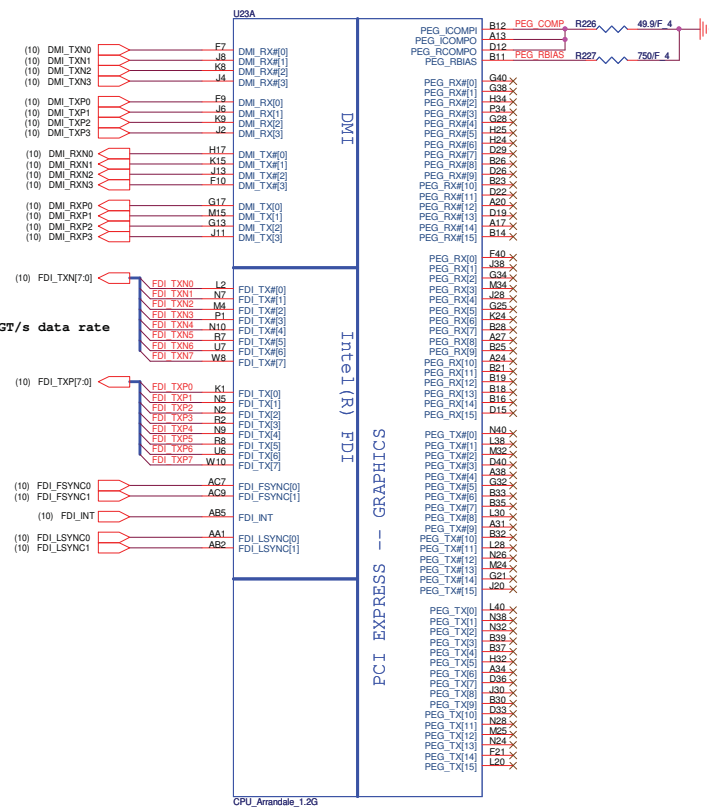 U23A
(10) DMI_TXN0 F7 DMI_RX#[0]
(10) DMI_TXN1 J8 DMI_RX#[1]
(10) DMI_TXN2 K8 DMI_RX#[2]
(10) DMI_TXN3 J4 DMI_RX#[3]
(10) DMI_TXP0 F9 DMI_RX[0]
(10) DMI_TXP1 J6 DMI_RX[1]
(10) DMI_TXP2 K9 DMI_RX[2]
(10) DMI_TXP3 J2 DMI_RX[3]
(10) DMI_RXN0 H17 DMI_TX#[0]
(10) DMI_RXN1 K15 DMI_TX#[1]
(10) DMI_RXN2 J13 DMI_TX#[2]
(10) DMI_RXN3 F10 DMI_TX#[3]
(10) DMI_RXP0 G17 DMI_TX[0]
(10) DMI_RXP1 M15 DMI_TX[1]
(10) DMI_RXP2 G13 DMI_TX[2]
(10) DMI_RXP3 J11 DMI_TX[3]
DMI
(10) FDI_TXN[7:0]
FDI_TXN0 L2 FDI_TX#[0]
FDI_TXN1 N7 FDI_TX#[1]
FDI_TXN2 M4 FDI_TX#[2]
FDI_TXN3 P1 FDI_TX#[3]
FDI_TXN4 N10 FDI_TX#[4]
FDI_TXN5 R7 FDI_TX#[5]
FDI_TXN6 U7 FDI_TX#[6]
FDI_TXN7 W8 FDI_TX#[7]
GT/s data rate
(10) FDI_TXP[7:0]
FDI_TXP0 K1 FDI_TX[0]
FDI_TXP1 N5 FDI_TX[1]
FDI_TXP2 N2 FDI_TX[2]
FDI_TXP3 R2 FDI_TX[3]
FDI_TXP4 N9 FDI_TX[4]
FDI_TXP5 R8 FDI_TX[5]
FDI_TXP6 U6 FDI_TX[6]
FDI_TXP7 W10 FDI_TX[7]
(10) FDI_FSYNC0 AC7 FDI_FSYNC[0]
(10) FDI_FSYNC1 AC9 FDI_FSYNC[1]
(10) FDI_INT AB5 FDI_INT
(10) FDI_LSYNC0 AA1 FDI_LSYNC[0]
(10) FDI_LSYNC1 AB2 FDI_LSYNC[1]
Intel(R) FDI
PCI EXPRESS -- GRAPHICS
PEG_ICOMPI B12 PEG_COMP R226 49.9/F_4
PEG_ICOMPO A13
PEG_RCOMPO D12
PEG_RBIAS B11 PEG_RBIAS R227 750/F_4
PEG_RX#[0] G40
PEG_RX#[1] G38
PEG_RX#[2] H34
PEG_RX#[3] P34
PEG_RX#[4] G28
PEG_RX#[5] H25
PEG_RX#[6] H24
PEG_RX#[7] D29
PEG_RX#[8] B26
PEG_RX#[9] D26
PEG_RX#[10] B23
PEG_RX#[11] D22
PEG_RX#[12] A20
PEG_RX#[13] D19
PEG_RX#[14] A17
PEG_RX#[15] B14
PEG_RX[0] F40
PEG_RX[1] J38
PEG_RX[2] G34
PEG_RX[3] M34
PEG_RX[4] J28
PEG_RX[5] G25
PEG_RX[6] K24
PEG_RX[7] B28
PEG_RX[8] A27
PEG_RX[9] B25
PEG_RX[10] A24
PEG_RX[11] B21
PEG_RX[12] B19
PEG_RX[13] B18
PEG_RX[14] B16
PEG_RX[15] D15
PEG_TX#[0] N40
PEG_TX#[1] L38
PEG_TX#[2] M32
PEG_TX#[3] D40
PEG_TX#[4] A38
PEG_TX#[5] G32
PEG_TX#[6] B33
PEG_TX#[7] B35
PEG_TX#[8] L30
PEG_TX#[9] A31
PEG_TX#[10] B32
PEG_TX#[11] L28
PEG_TX#[12] N26
PEG_TX#[13] M24
PEG_TX#[14] G21
PEG_TX#[15] J20
PEG_TX[0] L40
PEG_TX[1] N38
PEG_TX[2] N32
PEG_TX[3] B39
PEG_TX[4] B37
PEG_TX[5] H32
PEG_TX[6] A34
PEG_TX[7] D36
PEG_TX[8] J30
PEG_TX[9] B30
PEG_TX[10] D33
PEG_TX[11] N28
PEG_TX[12] M25
PEG_TX[13] N24
PEG_TX[14] F21
PEG_TX[15] L20
CPU_Arrandale_1.2G